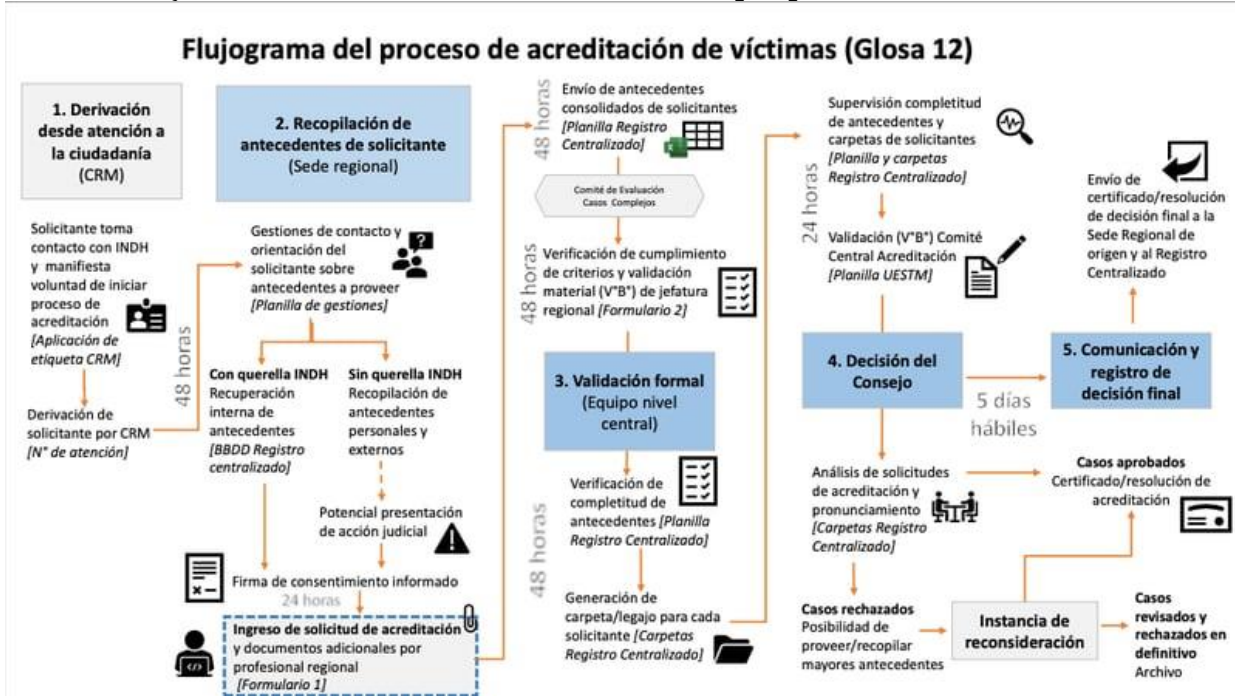 Flujograma del proceso de acreditación de víctimas (Glosa 12)
1. Derivación
desde atención a
la ciudadanía
(CRM)
Solicitante toma
contacto con INDH
y manifiesta
voluntad de iniciar
proceso de
acreditación
[Aplicación de
etiqueta CRM]
Derivación de
solicitante por CRM
[N° de atención]
48 horas
2. Recopilación de
antecedentes de solicitante
(Sede regional)
Gestiones de contacto y
orientación del
solicitante sobre
antecedentes a proveer
[Planilla de gestiones]
Con querella INDH
Recuperación
interna de
antecedentes
[BBDD Registro
centralizado]
Sin querella INDH
Recopilación de
antecedentes
personales y
externos
Potencial presentación
de acción judicial
Firma de consentimiento informado
24 horas
Ingreso de solicitud de acreditación
y documentos adicionales por
profesional regional
[Formulario 1]
48 horas
Envío de antecedentes
consolidados de solicitantes
[Planilla Registro
Centralizado]
Comité de Evaluación
Casos Complejos
48 horas
Verificación de cumplimiento
de criterios y validación
material (V°B°) de jefatura
regional [Formulario 2]
3. Validación formal
(Equipo nivel
central)
48 horas
Verificación de
completitud de
antecedentes [Planilla
Registro Centralizado]
Generación de
carpeta/legajo para cada
solicitante [Carpetas
Registro Centralizado]
24 horas
Supervisión completitud
de antecedentes y
carpetas de solicitantes
[Planilla y carpetas
Registro Centralizado]
Validación (V°B°) Comité
Central Acreditación
[Planilla UESTM]
4. Decisión del
Consejo
5 días
hábiles
Análisis de solicitudes
de acreditación y
pronunciamiento
[Carpetas Registro
Centralizado]
Casos rechazados
Posibilidad de
proveer/recopilar
mayores antecedentes
Instancia de
reconsideración
Envío de
certificado/resolución
de decisión final a la
Sede Regional de
origen y al Registro
Centralizado
5. Comunicación y
registro de
decisión final
Casos aprobados
Certificado/resolución de
acreditación
Casos
revisados y
rechazados en
definitivo
Archivo